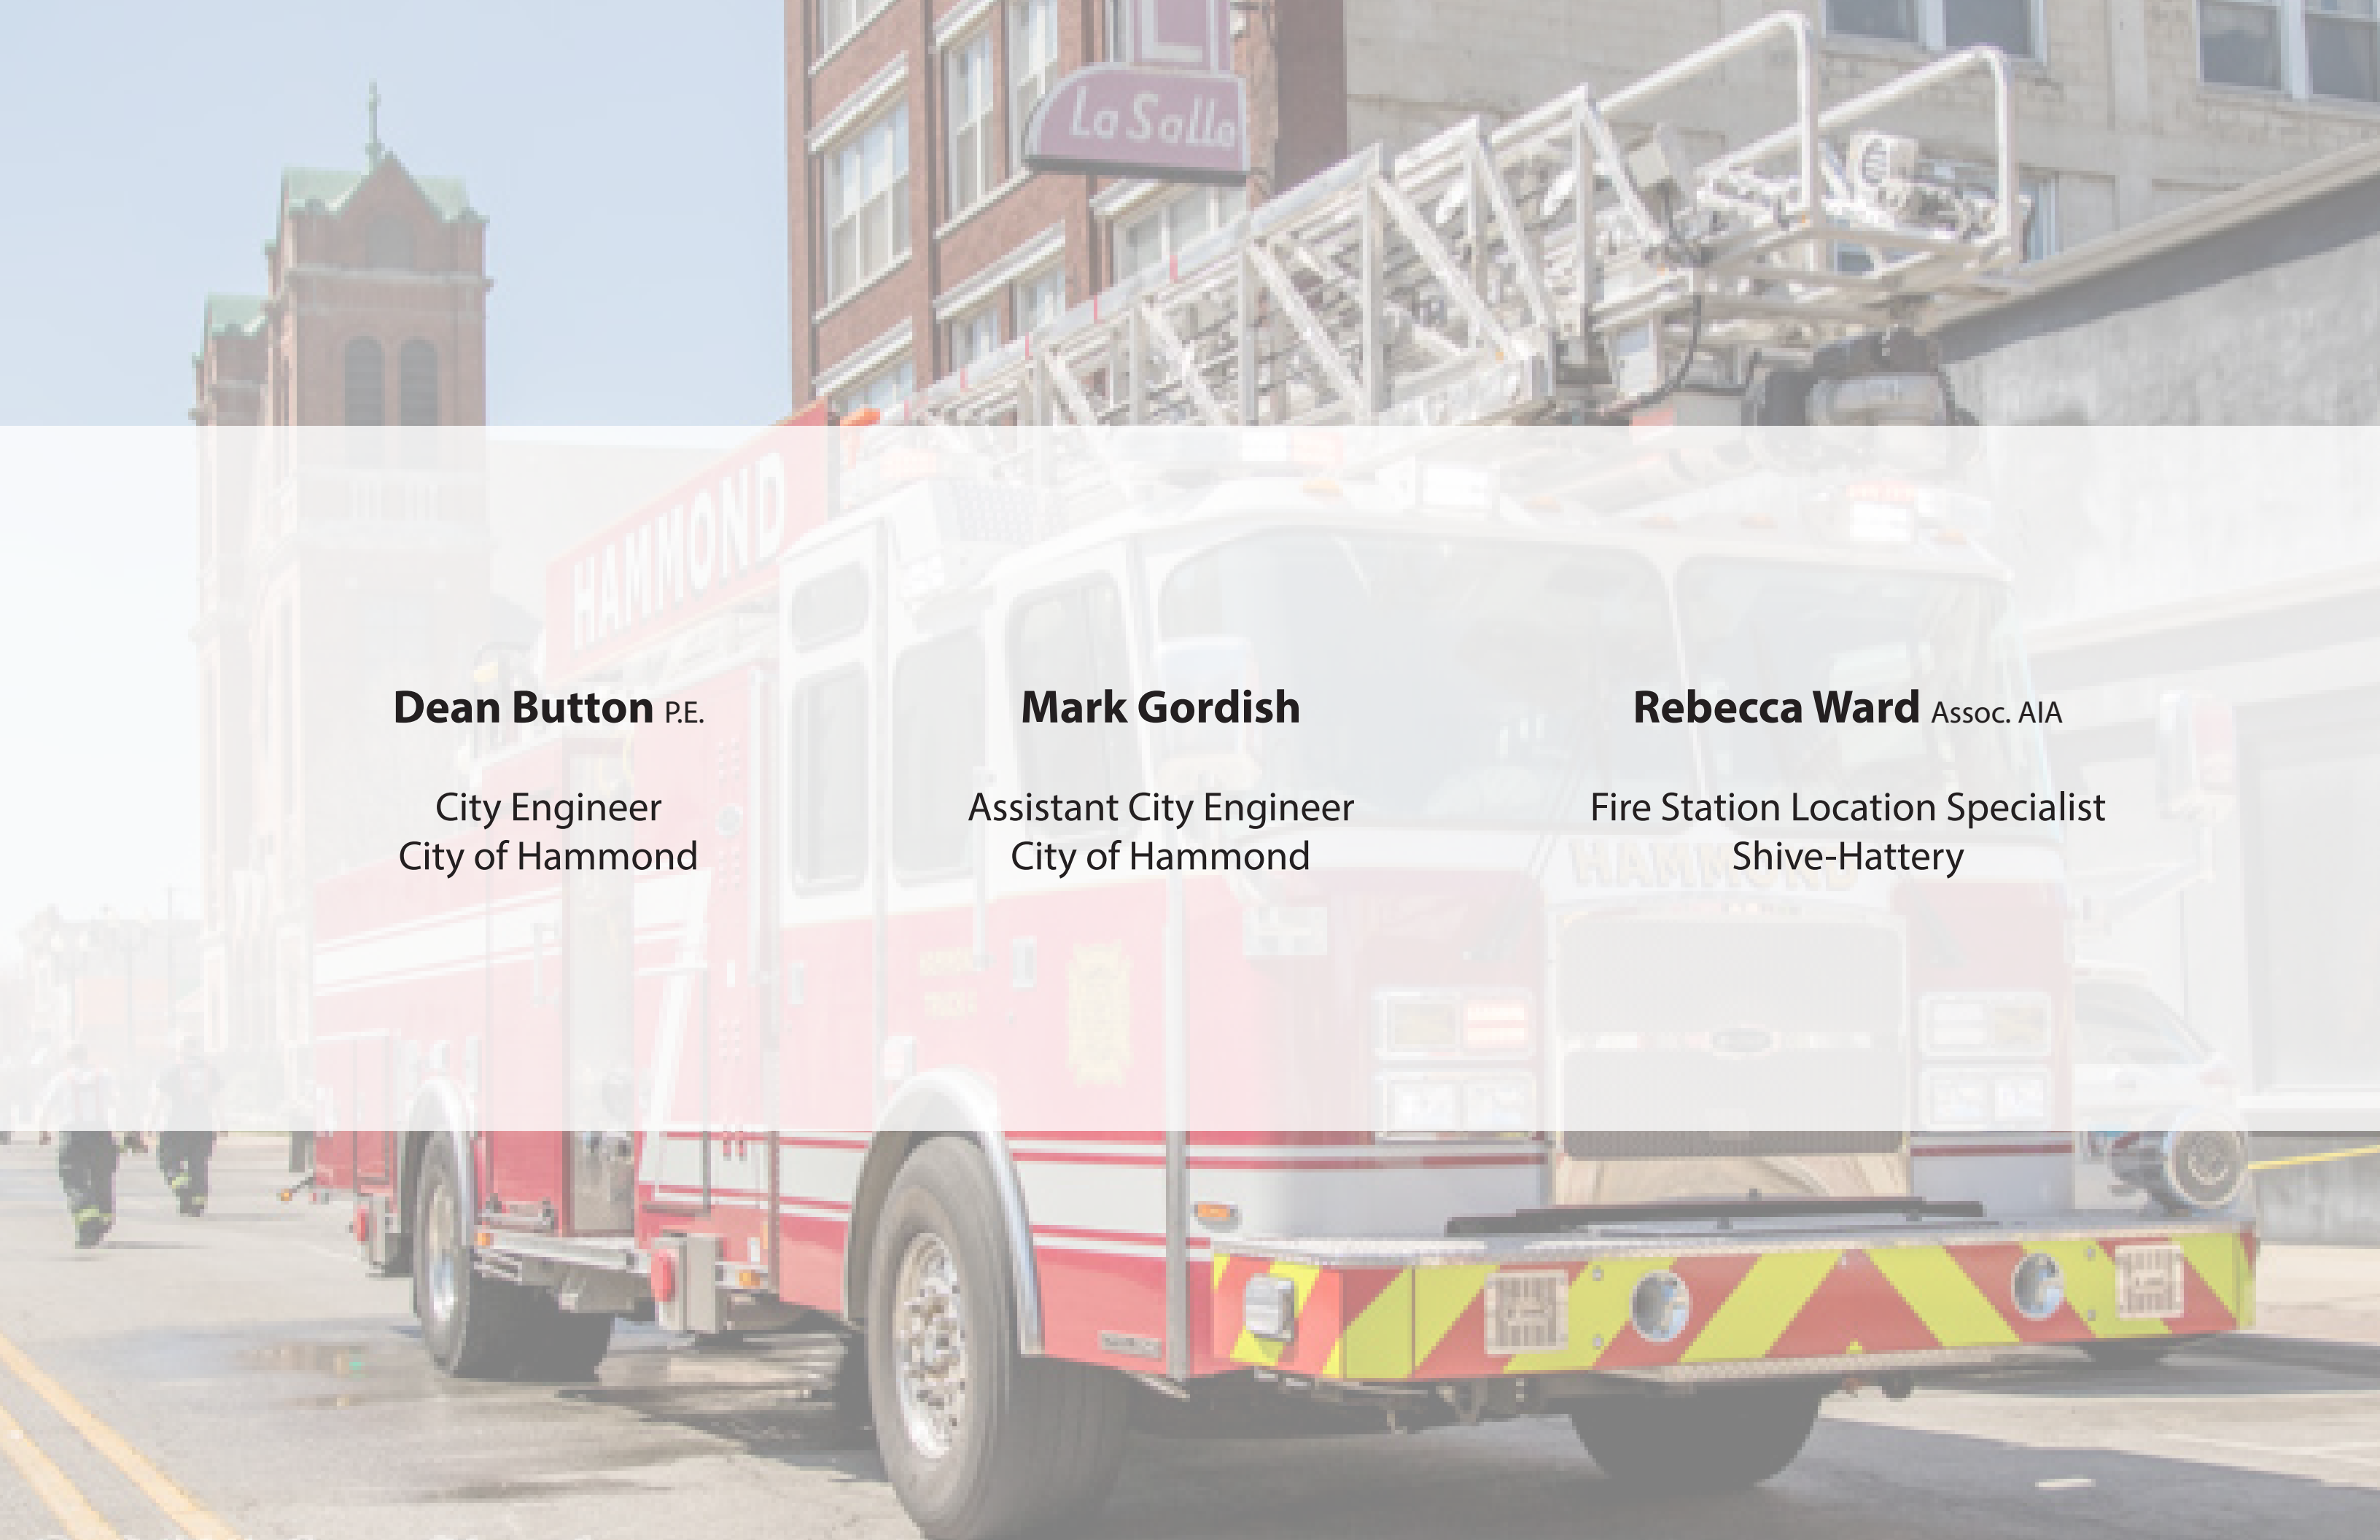 L
La Salle
HAMMOND
Dean Button P.E.
City Engineer
City of Hammond
Mark Gordish
Assistant City Engineer
City of Hammond
Rebecca Ward Assoc. AIA
Fire Station Location Specialist
Shive-Hattery
HAMMOND